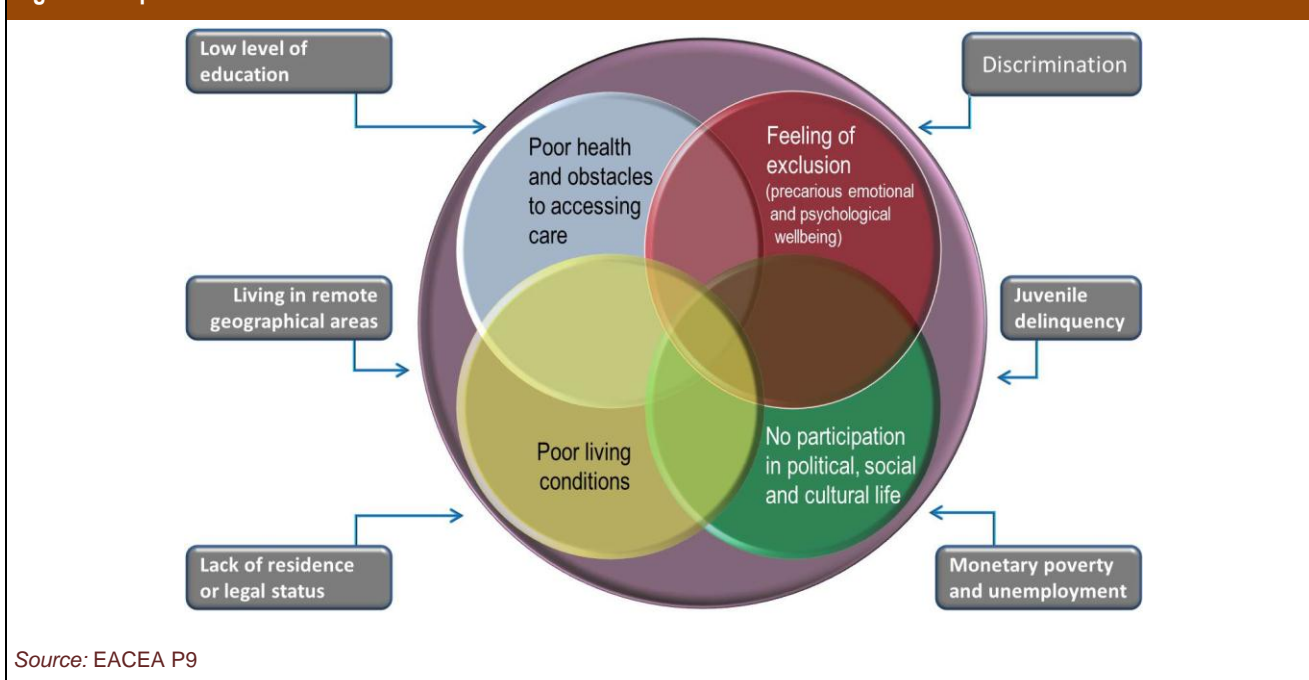 Low level of
education
Discrimination
Poor health
and obstacles
to accessing
care
Feeling of
exclusion
(precarious emotional
and psychological
wellbeing)
Living in remote
geographical areas
Juvenile
delinquency
Poor living
conditions
No participation
in political, social
and cultural life
Lack of residence
or legal status
Monetary poverty
and unemployment
Source: EACEA P9